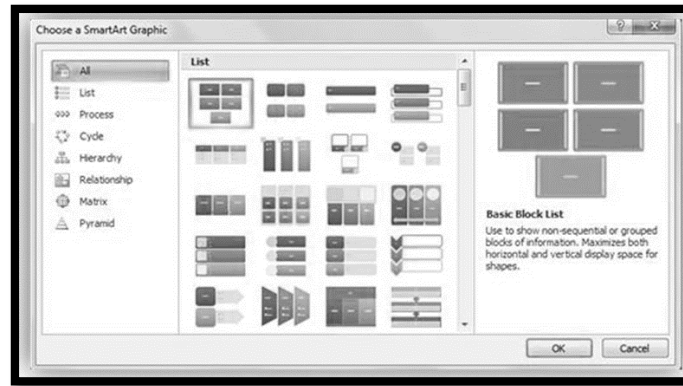 Choose a SmartArt Graphic
All
List
Process
Cycle
Hierarchy
Relationship
Matrix
Pyramid
List
Basic Block List
Use to show non-sequential or grouped
blocks of information. Maximizes both
horizontal and vertical display space for
shapes.
OK
Cancel